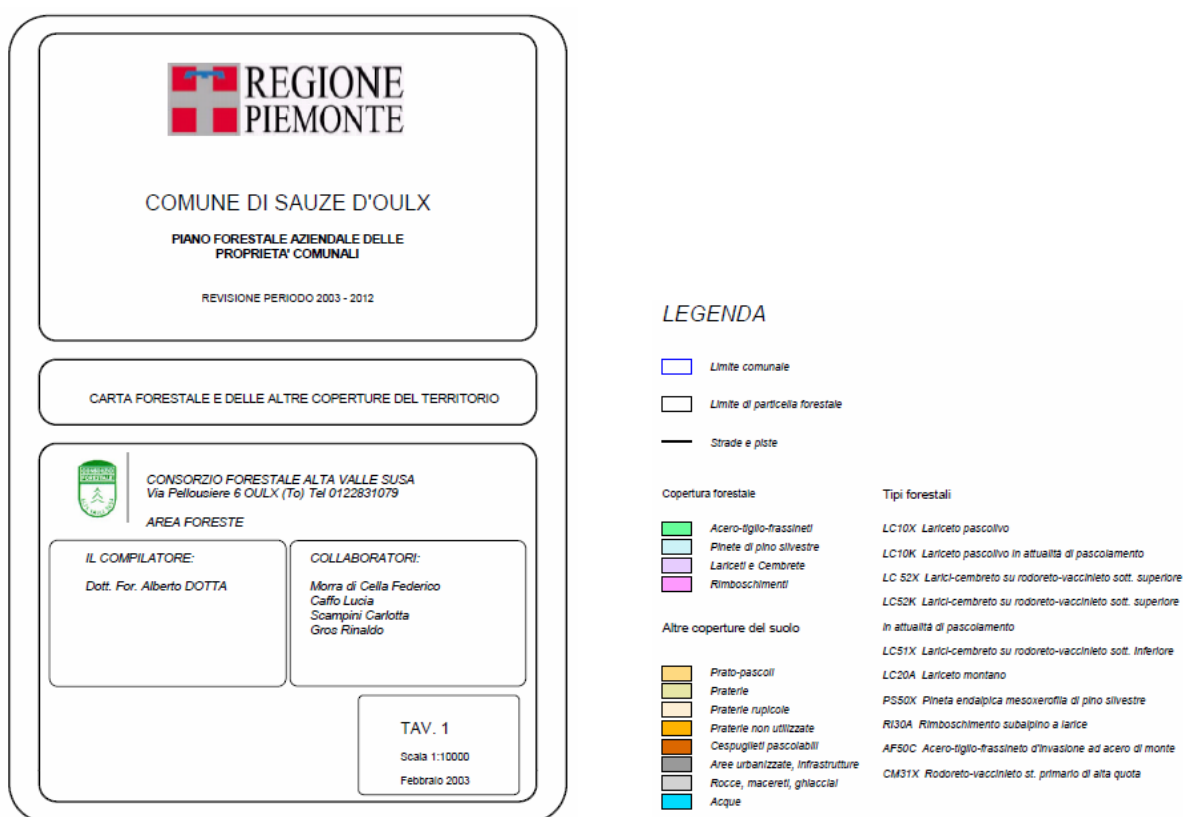 REGIONE
PIEMONTE
COMUNE DI SAUZE D'OULX
PIANO FORESTALE AZIENDALE DELLE
PROPRIETA' COMUNALI
REVISIONE PERIODO 2003 - 2012
CARTA FORESTALE E DELLE ALTRE COPERTURE DEL TERRITORIO
CONSORZIO FORESTALE ALTA VALLE SUSA
Via Pellousiere 6 OULX (To) Tel 0122831079
AREA FORESTE
IL COMPILATORE:
Dott. For. Alberto DOTTA
COLLABORATORI:
Morra di Cella Federico
Caffo Lucia
Scampini Carlotta
Gros Rinaldo
TAV. 1
Scala 1:10000
Febbraio 2003
LEGENDA
Limite comunale
Limite di particella forestale
Strade e piste
Copertura forestale
Acero-tiglio-frassineti
Pinete di pino silvestre
Lariceti e Cembrete
Rimboschimenti
Altre coperture del suolo
Prato-pascoli
Praterie
Praterie rupicole
Praterie non utilizzate
Cespuglieti pascolabili
Aree urbanizzate, infrastrutture
Rocce, macereti, ghiacciai
Acque
Tipi forestali
LC10X Lariceto pascolivo
LC10K Lariceto pascolivo in attualità di pascolamento
LC 52X Larici-cembreto su rodoreto-vaccinieto sott. superiore
LC52K Larici-cembreto su rodoreto-vaccinieto sott. superiore
in attualità di pascolamento
LC51X Larici-cembreto su rodoreto-vaccinieto sott. inferiore
LC20A Lariceto montano
PS50X Pineta endalpica mesoxerofila di pino silvestre
RI30A Rimboschimento subalpino a larice
AF50C Acero-tiglio-frassineto d'invasione ad acero di monte
CM31X Rodoreto-vaccinieto st. primario di alta quota